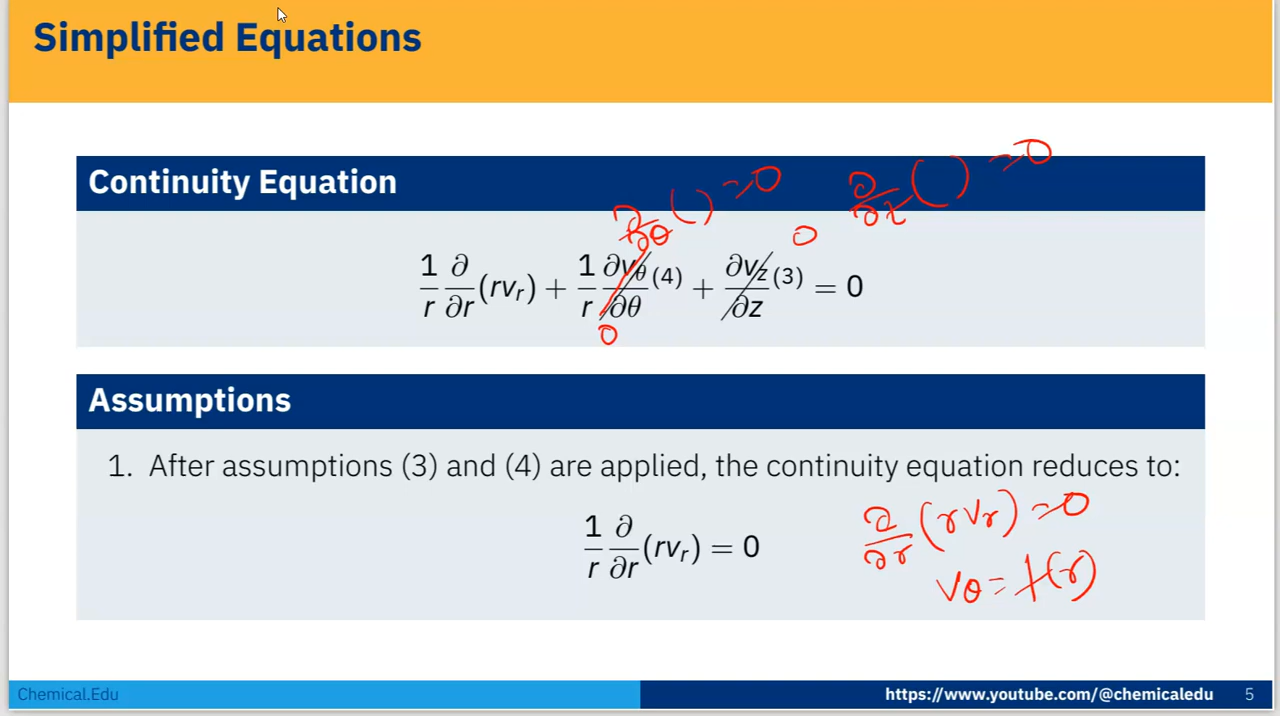 Simplified Equations
Continuity Equation
∂/∂θ ( ) = 0
∂/∂z ( ) = 0
1/r ∂/∂r (rv_r) + 1/r ∂v_θ/∂θ (4) + ∂v_z/∂z (3) = 0
0
0
Assumptions
1. After assumptions (3) and (4) are applied, the continuity equation reduces to:
1/r ∂/∂r (rv_r) = 0
∂/∂r (r v_r) = 0
vθ = f(r)
Chemical.Edu
https://www.youtube.com/@chemicaledu
5